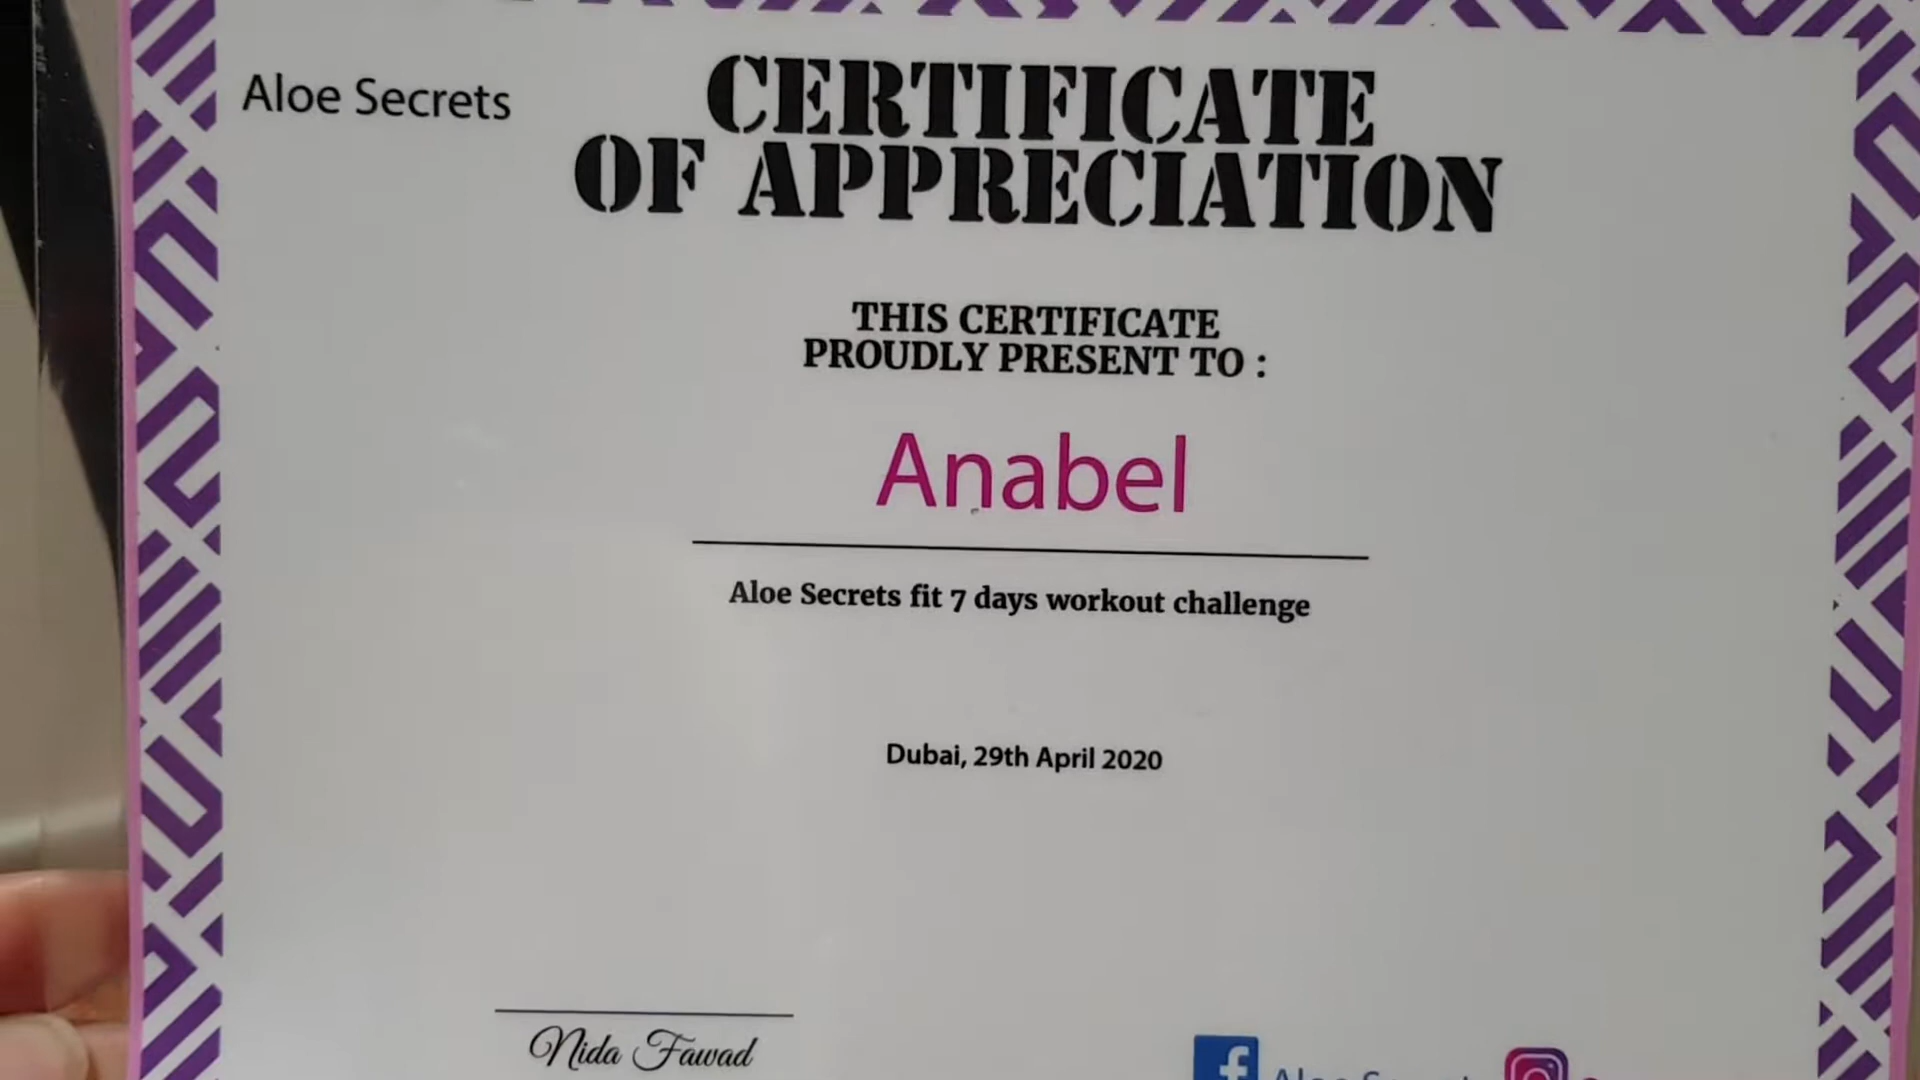 Aloe Secrets
CERTIFICATE
OF APPRECIATION
THIS CERTIFICATE
PROUDLY PRESENT TO :
Anabel
Aloe Secrets fit 7 days workout challenge
Dubai, 29th April 2020
Nida Fawad